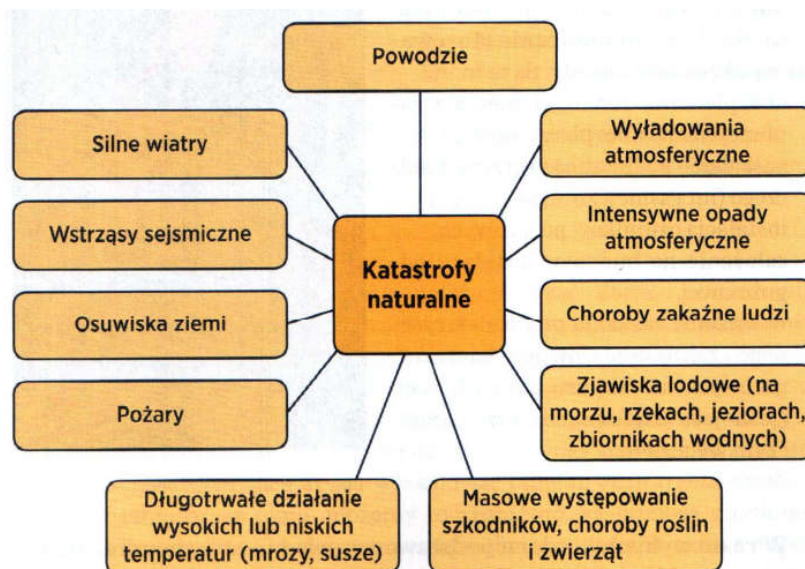 Powodzie
Silne wiatry
Wyładowania
atmosferyczne
Wstrząsy sejsmiczne
Intensywne opady
atmosferyczne
Katastrofy
naturalne
Osuwiska ziemi
Choroby zakaźne ludzi
Pożary
Zjawiska lodowe (na
morzu, rzekach, jeziorach,
zbiornikach wodnych)
Długotrwałe działanie
wysokich lub niskich
temperatur (mrozy, susze)
Masowe występowanie
szkodników, choroby roślin
i zwierząt